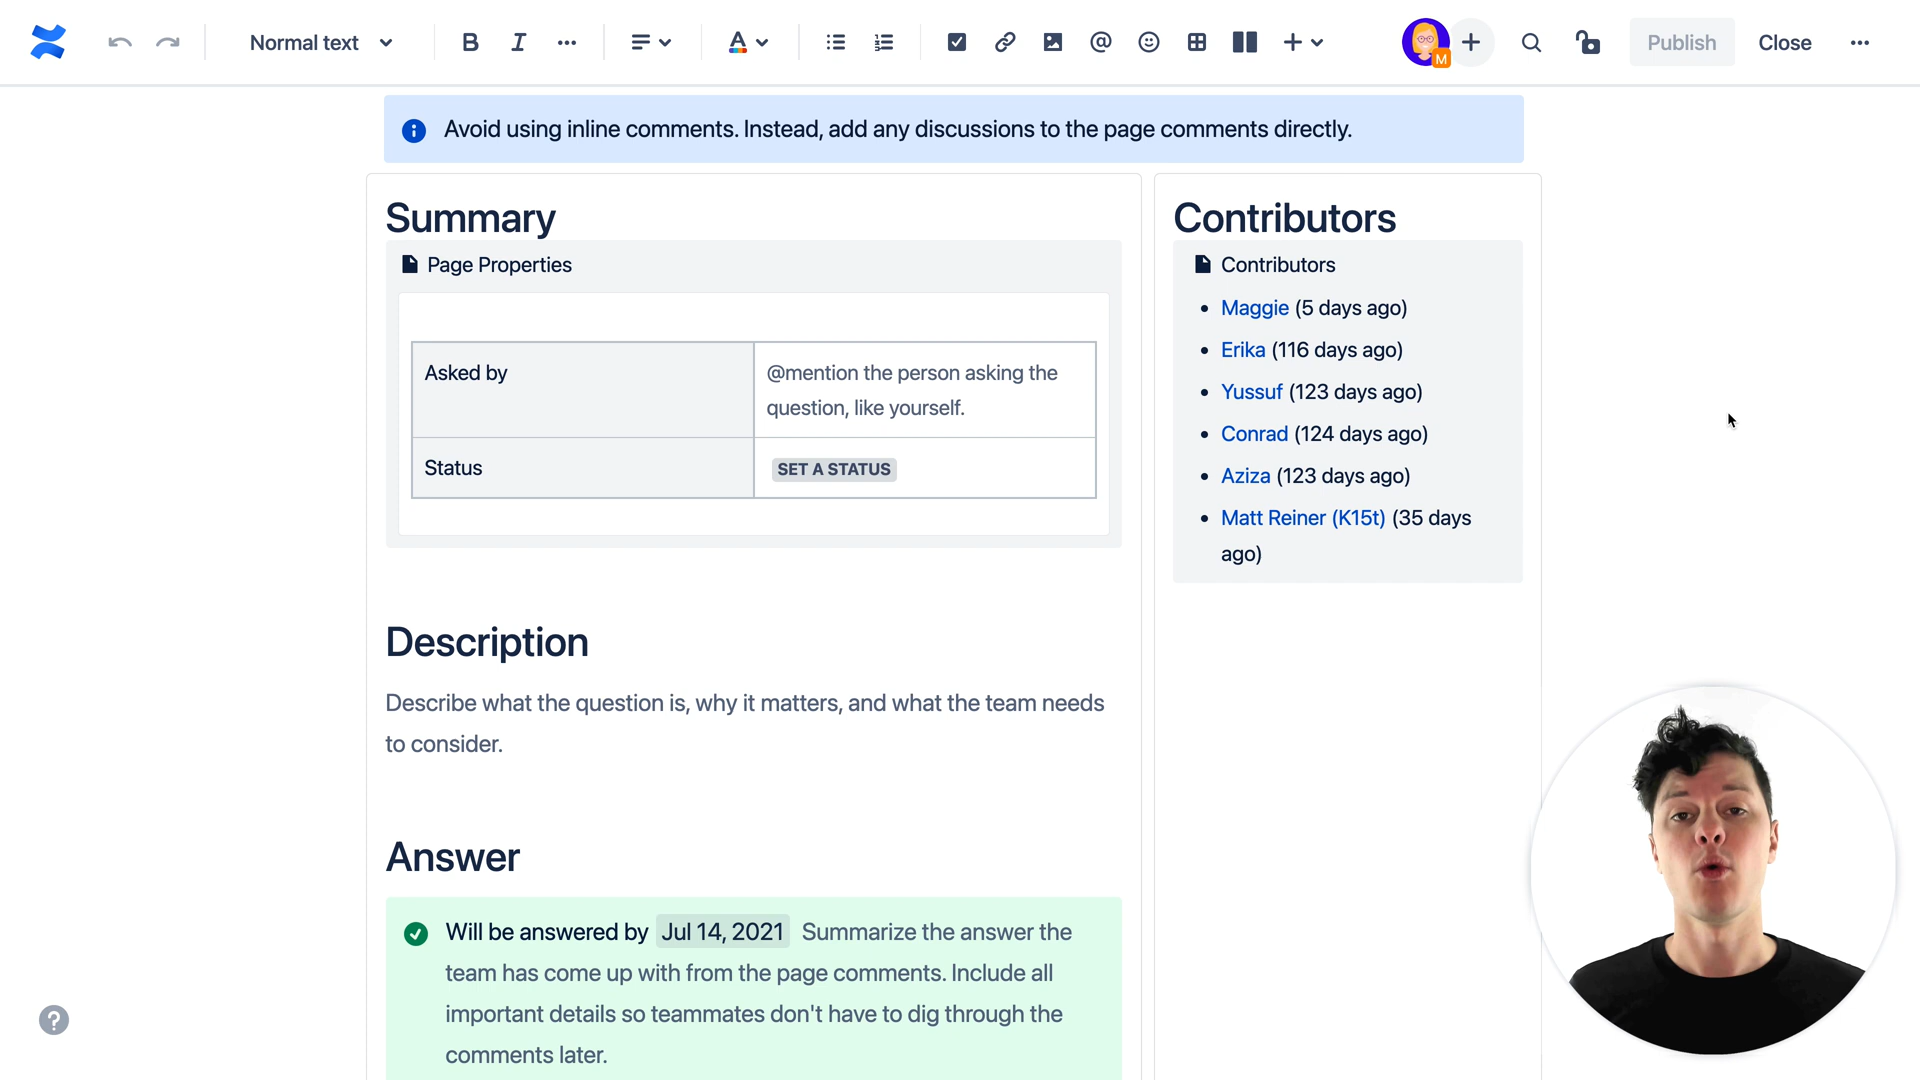 Normal text
B I
A
@
M
Publish
Close
Avoid using inline comments. Instead, add any discussions to the page comments directly.
Summary
Page Properties
Asked by
@mention the person asking the
question, like yourself.
Status
SET A STATUS
Contributors
Contributors
Maggie (5 days ago)
Erika (116 days ago)
Yussuf (123 days ago)
Conrad (124 days ago)
Aziza (123 days ago)
Matt Reiner (K15t) (35 days
ago)
Description
Describe what the question is, why it matters, and what the team needs
to consider.
Answer
Will be answered by Jul 14, 2021 Summarize the answer the
team has come up with from the page comments. Include all
important details so teammates don't have to dig through the
comments later.
?